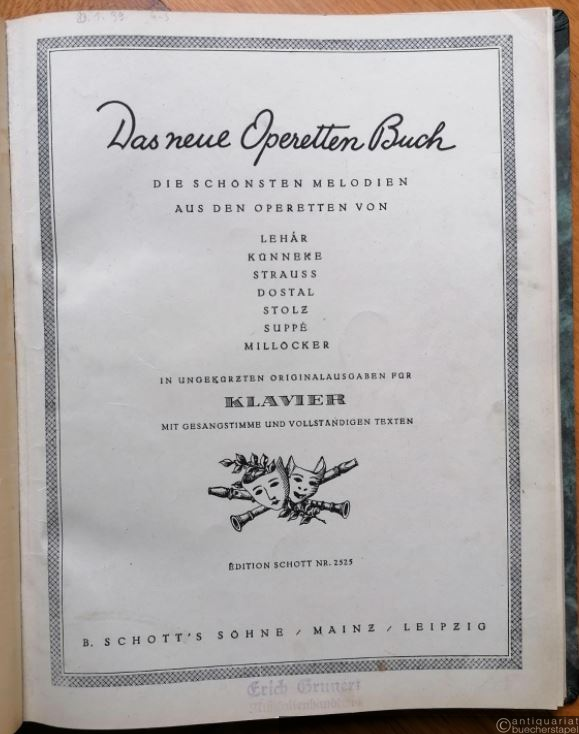 Das neue Operetten Buch
DIE SCHÖNSTEN MELODIEN
AUS DEN OPERETTEN VON
LEHÁR
KÜNNEKE
STRAUSS
DOSTAL
STOLZ
SUPPÉ
MILLÖCKER
IN UNGEKÜRZTEN ORIGINALAUSGABEN FÜR
KLAVIER
MIT GESANGSTIMME UND VOLLSTÄNDIGEN TEXTEN
EDITION SCHOTT NR. 2525
B. SCHOTT'S SÖHNE / MAINZ / LEIPZIG
Erich Grunert
©antiquariat
buecherstapel